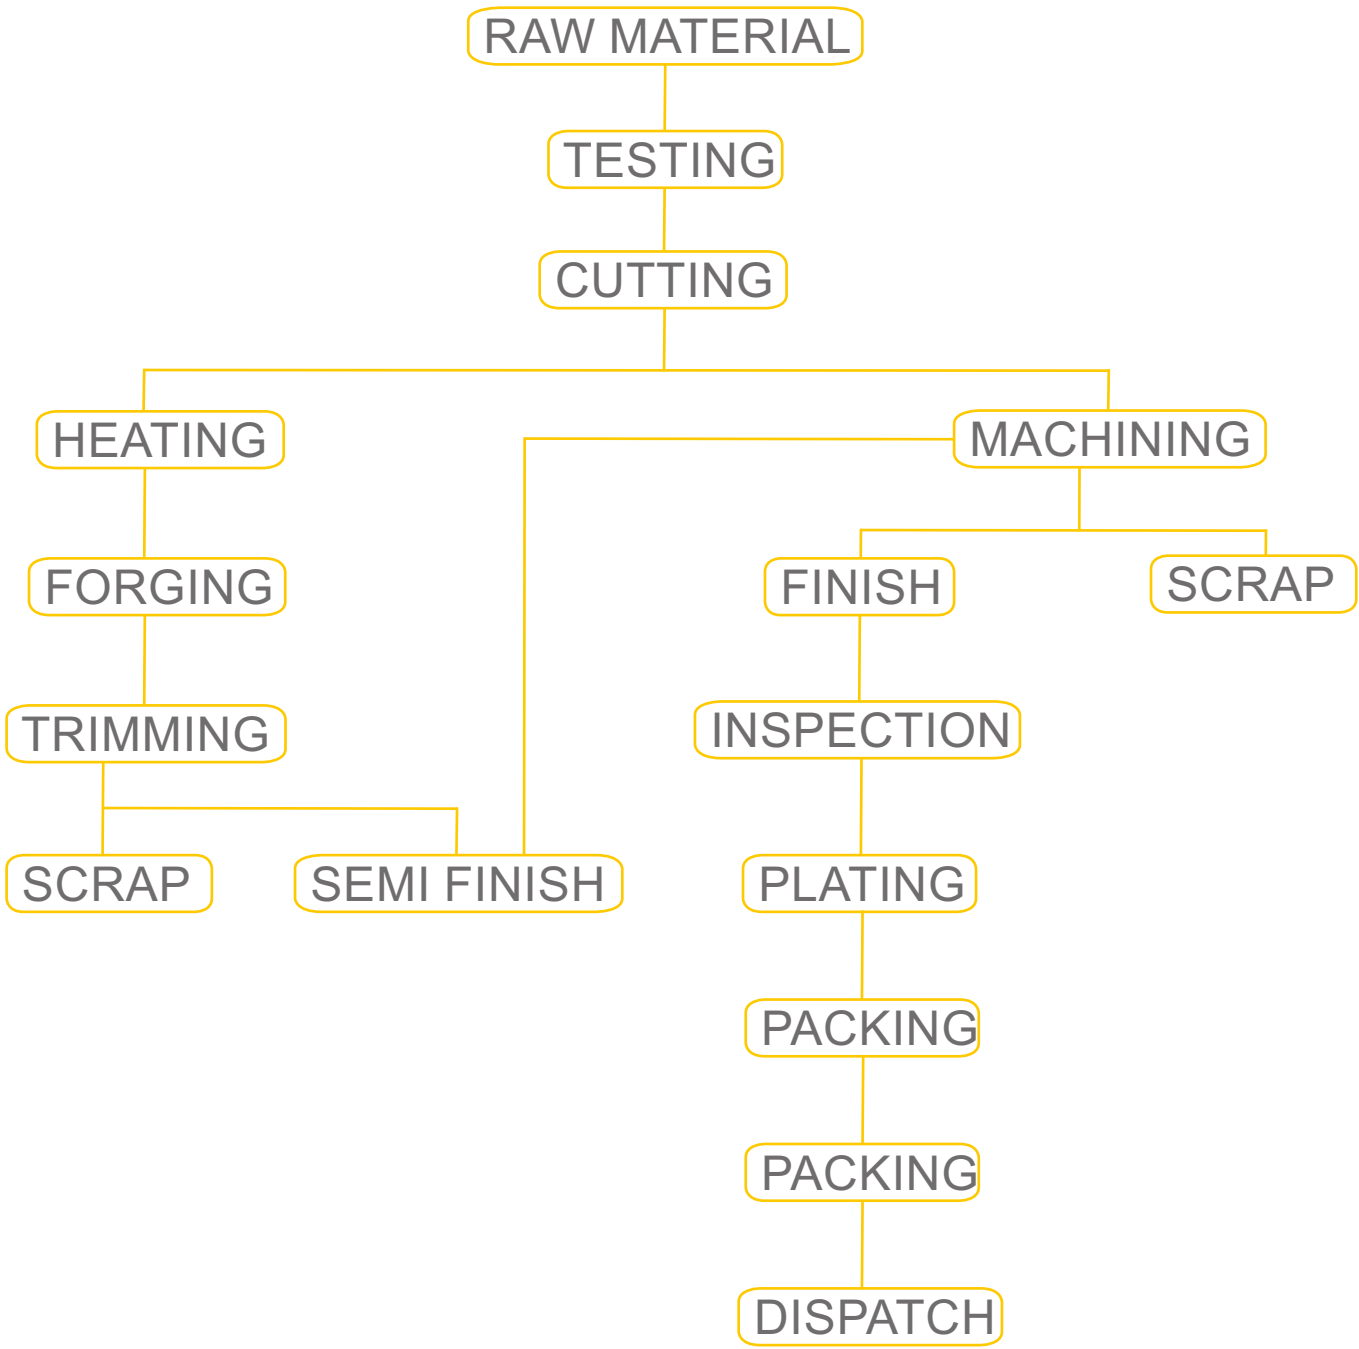 RAW MATERIAL
TESTING
CUTTING
HEATING
MACHINING
FORGING
FINISH
SCRAP
TRIMMING
INSPECTION
SCRAP
SEMI FINISH
PLATING
PACKING
PACKING
DISPATCH